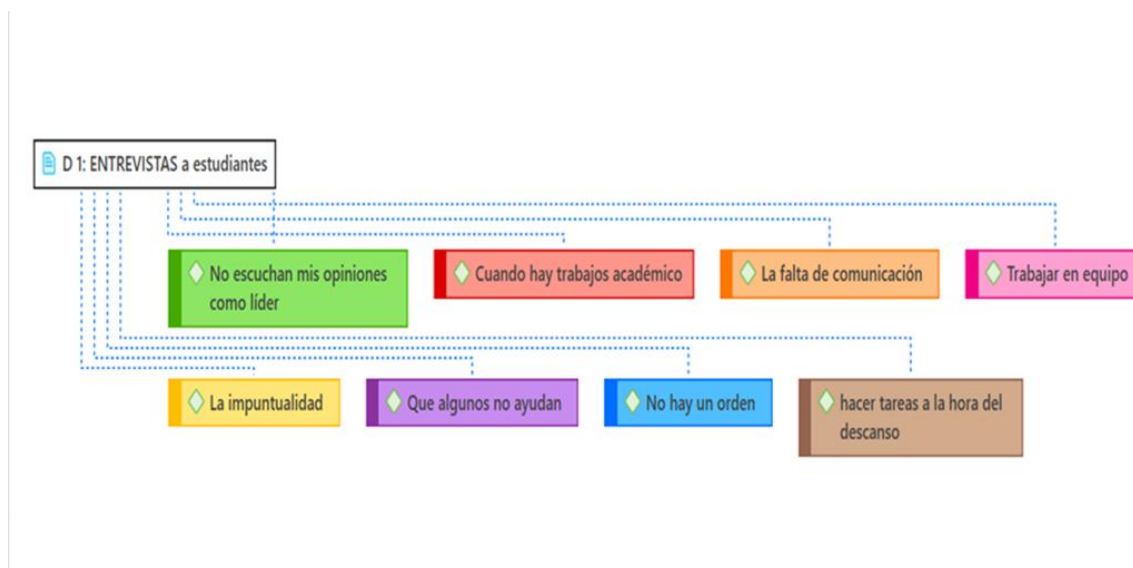 D 1: ENTREVISTAS a estudiantes
No escuchan mis opiniones
como líder
Cuando hay trabajos académico
La falta de comunicación
Trabajar en equipo
La impuntualidad
Que algunos no ayudan
No hay un orden
hacer tareas a la hora del
descanso